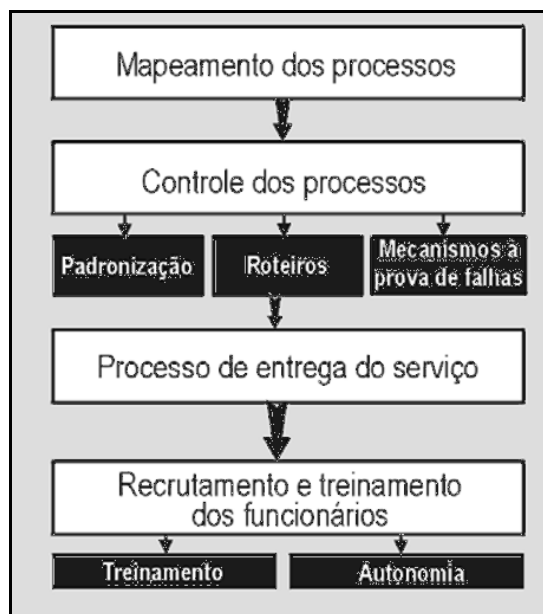 Mapeamento dos processos
Controle dos processos
Padronização
Roteiros
Mecanismos à
prova de falhas
Processo de entrega do serviço
Recrutamento e treinamento
dos funcionários
Treinamento
Autonomia